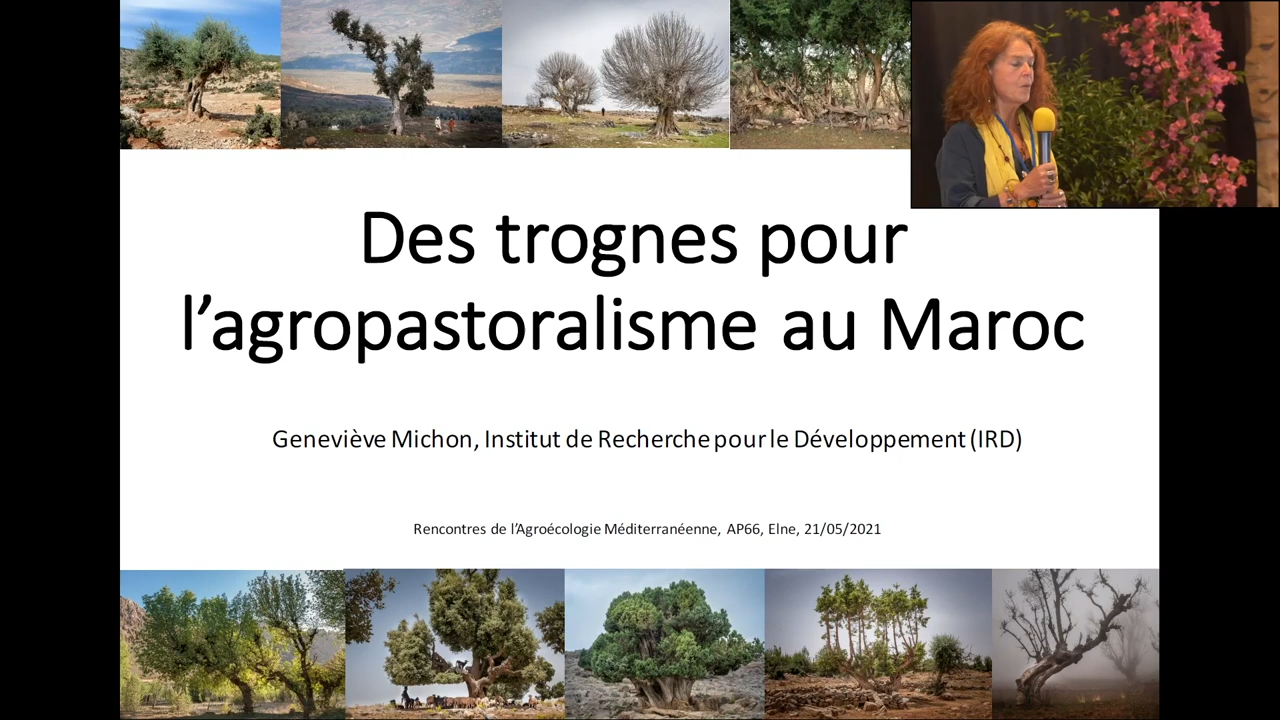 Des trognes pour
l’agropastoralisme au Maroc
Geneviève Michon, Institut de Recherche pour le Développement (IRD)
Rencontres de l’Agroécologie Méditerranéenne, AP66, Elne, 21/05/2021